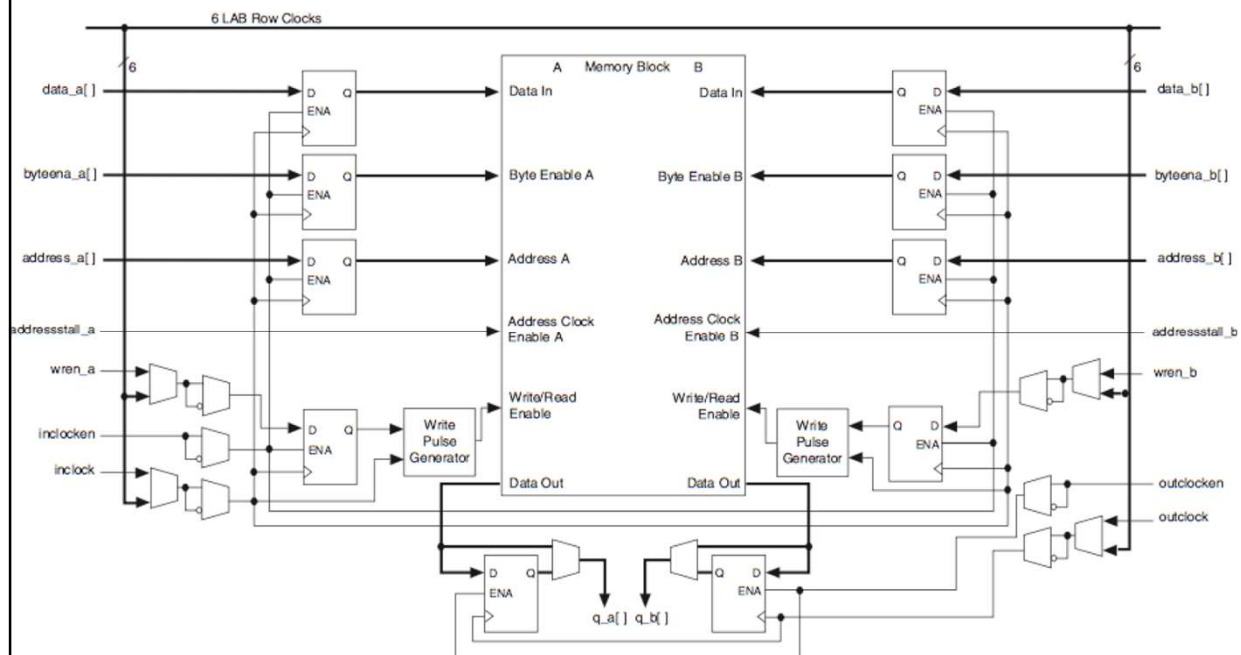 6 LAB Row Clocks
6
6
A Memory Block B
data_a[ ]
D Q
ENA
Data In
Data In
Q D
ENA
data_b[ ]
byteena_a[ ]
D Q
ENA
Byte Enable A
Byte Enable B
Q D
ENA
byteena_b[ ]
address_a[ ]
D Q
ENA
Address A
Address B
Q D
ENA
address_b[ ]
addressstall_a
Address Clock
Enable A
Address Clock
Enable B
addressstall_b
wren_a
wren_b
Write/Read
Enable
Write/Read
Enable
inclocken
D Q
ENA
Write
Pulse
Generator
Write
Pulse
Generator
Q D
ENA
inclock
Data Out
Data Out
outclocken
outclock
D Q
ENA
Q D
ENA
q_a[ ] q_b[ ]